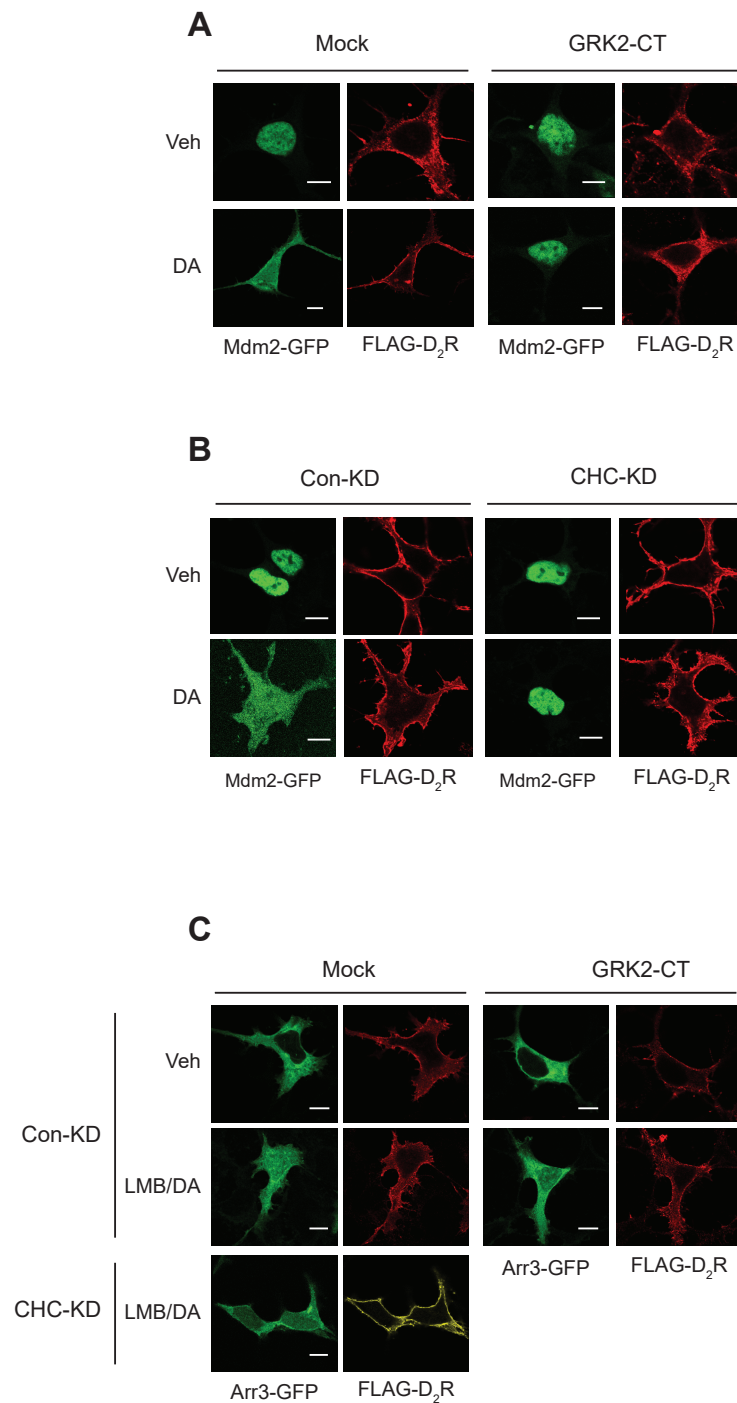 A
Mock GRK2-CT
Veh
DA
Mdm2-GFP FLAG-D₂R Mdm2-GFP FLAG-D₂R
B
Con-KD CHC-KD
Veh
DA
Mdm2-GFP FLAG-D₂R Mdm2-GFP FLAG-D₂R
C
Mock GRK2-CT
Veh
Con-KD
LMB/DA
Arr3-GFP FLAG-D₂R
CHC-KD LMB/DA
Arr3-GFP FLAG-D₂R